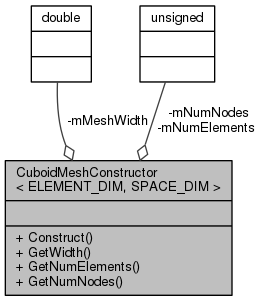 double
unsigned
-mMeshWidth
-mNumNodes
-mNumElements
CuboidMeshConstructor
< ELEMENT_DIM, SPACE_DIM >
+ Construct()
+ GetWidth()
+ GetNumElements()
+ GetNumNodes()